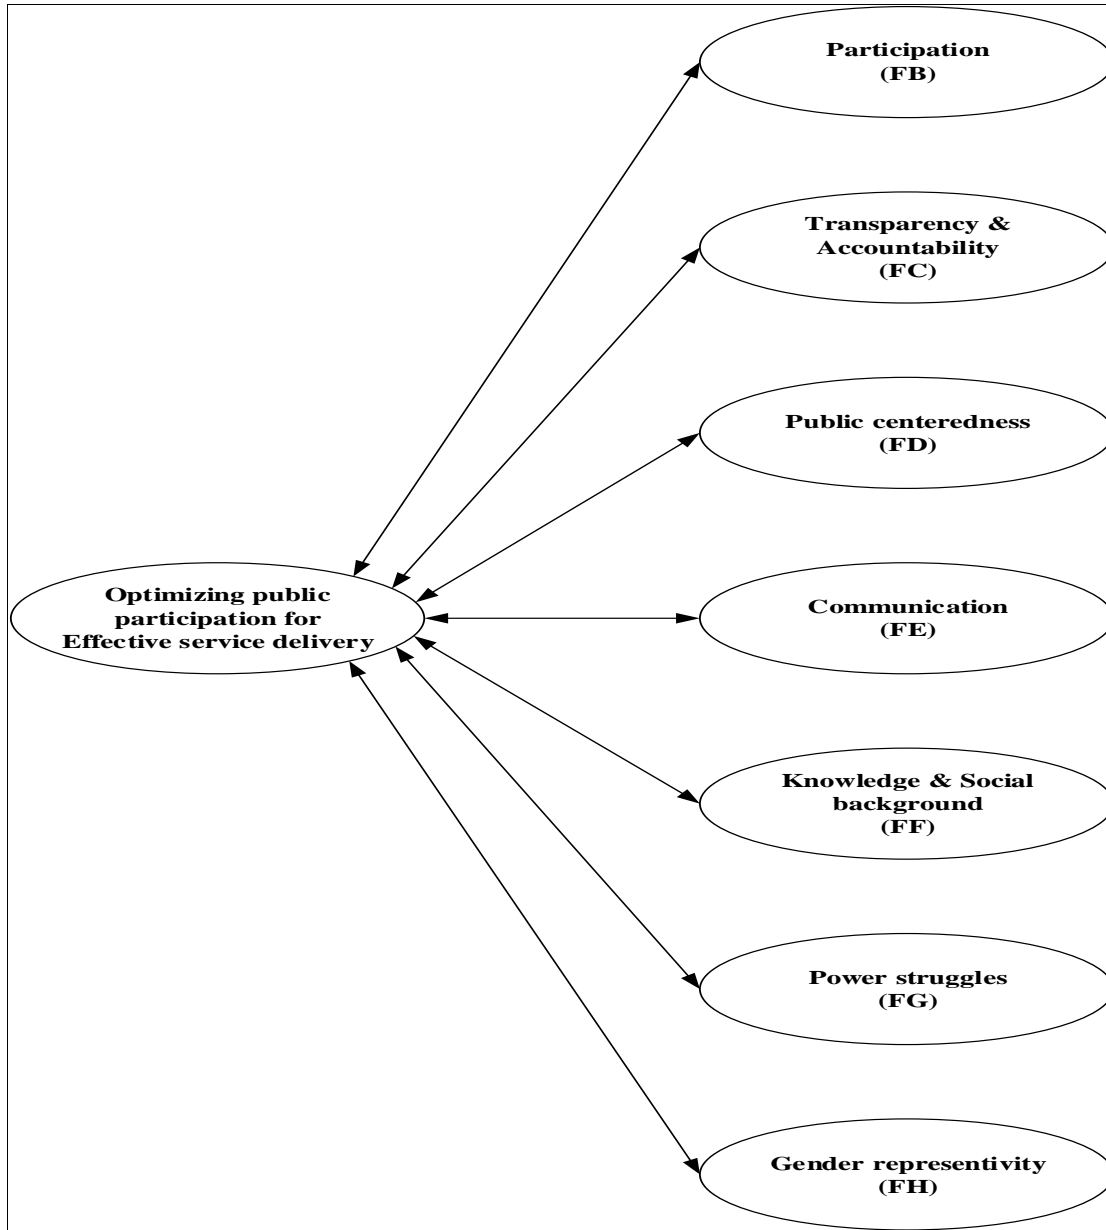 Participation
(FB)
Transparency &
Accountability
(FC)
Public centeredness
(FD)
Optimizing public
participation for
Effective service delivery
Communication
(FE)
Knowledge & Social
background
(FF)
Power struggles
(FG)
Gender representivity
(FH)